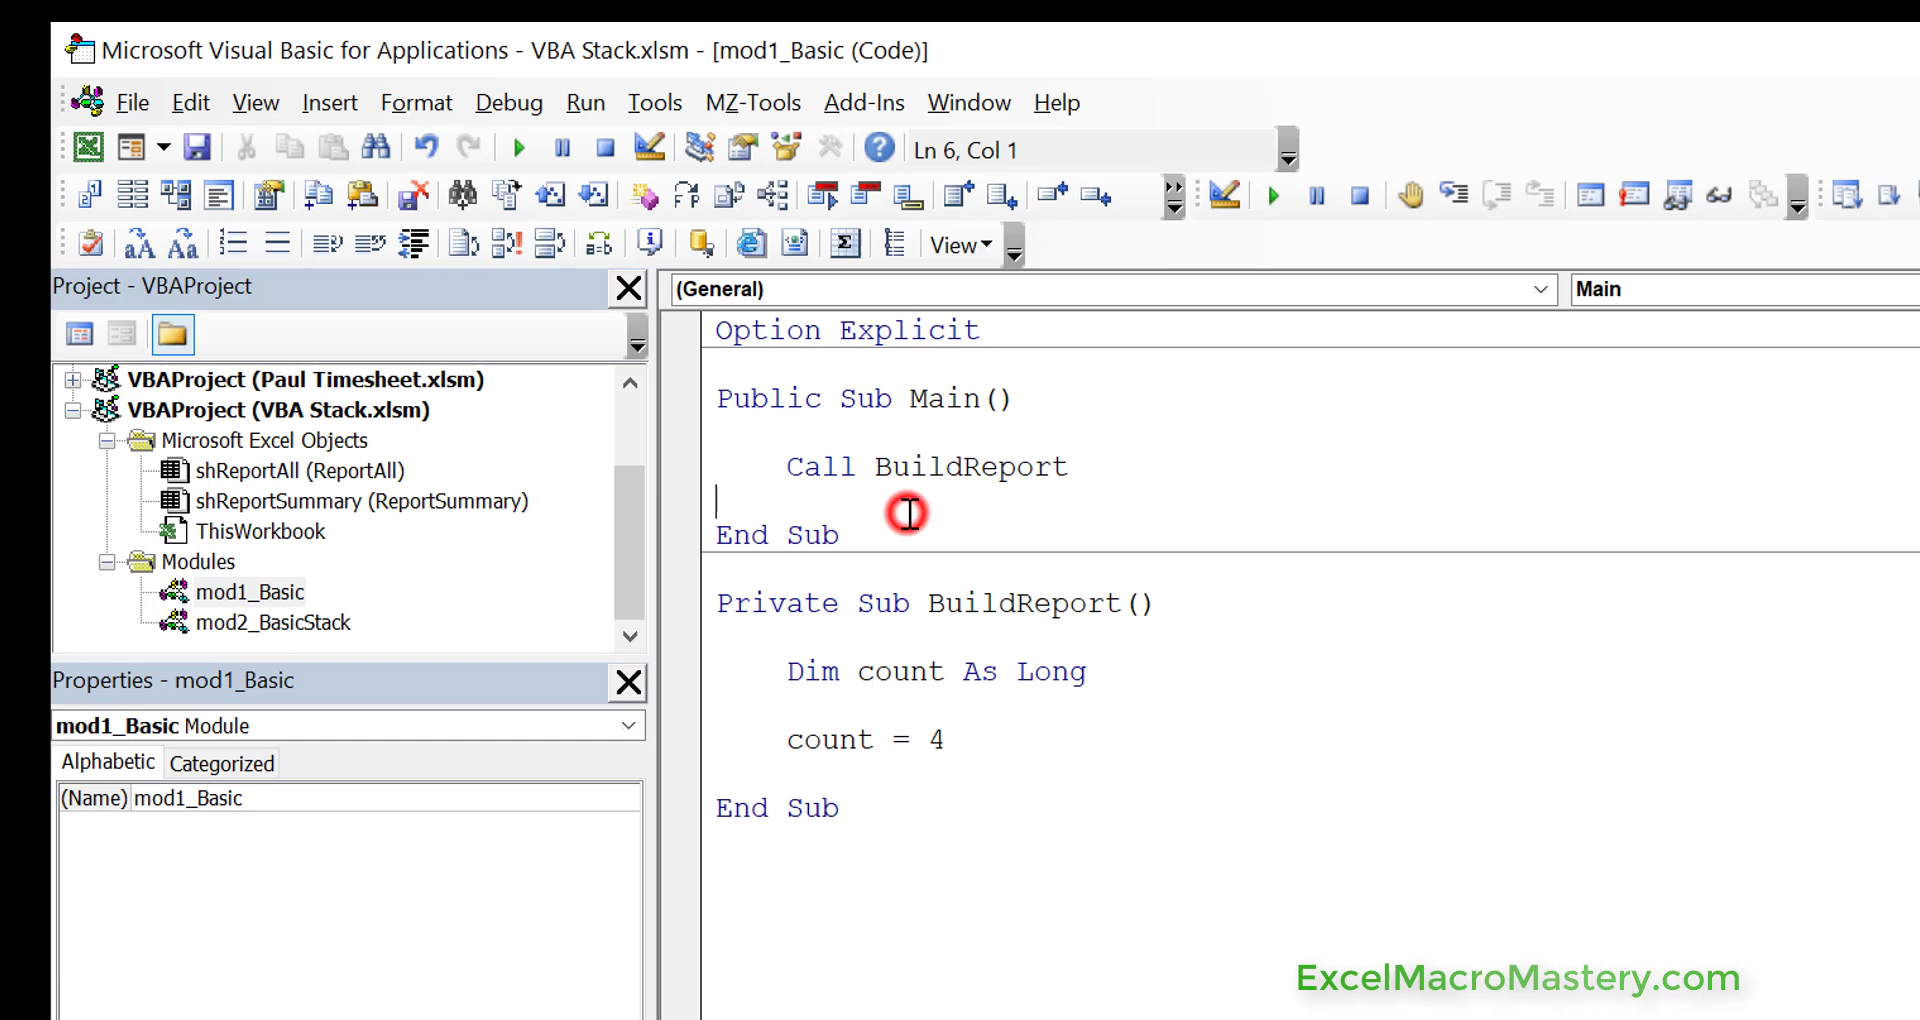 Microsoft Visual Basic for Applications - VBA Stack.xlsm - [mod1_Basic (Code)]
File Edit View Insert Format Debug Run Tools MZ-Tools Add-Ins Window Help
Ln 6, Col 1
View
Project - VBAProject
(General)
Main
VBAProject (Paul Timesheet.xlsm)
VBAProject (VBA Stack.xlsm)
Microsoft Excel Objects
shReportAll (ReportAll)
shReportSummary (ReportSummary)
ThisWorkbook
Modules
mod1_Basic
mod2_BasicStack
Properties - mod1_Basic
mod1_Basic Module
Alphabetic Categorized
(Name) mod1_Basic
Option Explicit
Public Sub Main()
Call BuildReport
End Sub
Private Sub BuildReport()
Dim count As Long
count = 4
End Sub
ExcelMacroMastery.com